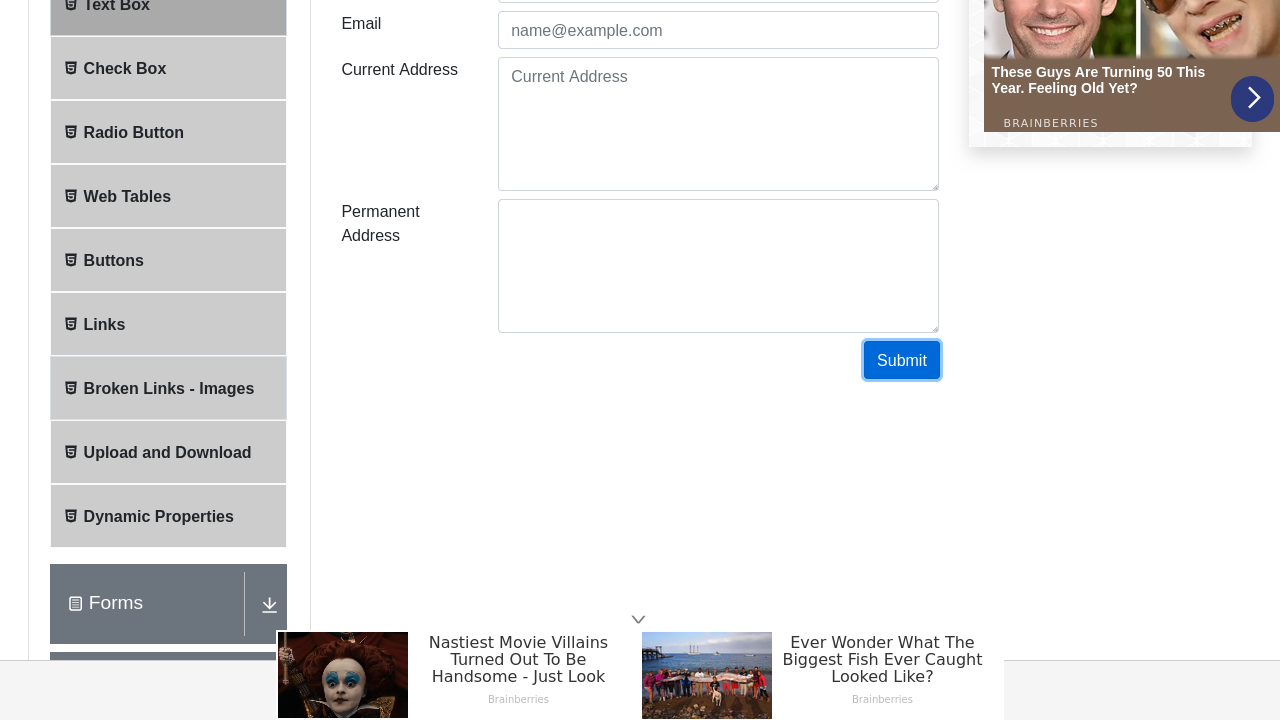 Text Box
Check Box
Radio Button
Web Tables
Buttons
Links
Broken Links - Images
Upload and Download
Dynamic Properties
Forms
Email
name@example.com
Current Address
Current Address
Permanent
Address
Submit
These Guys Are Turning 50 This
Year. Feeling Old Yet?
BRAINBERRIES
Nastiest Movie Villains
Turned Out To Be
Handsome - Just Look
Brainberries
Ever Wonder What The
Biggest Fish Ever Caught
Looked Like?
Brainberries